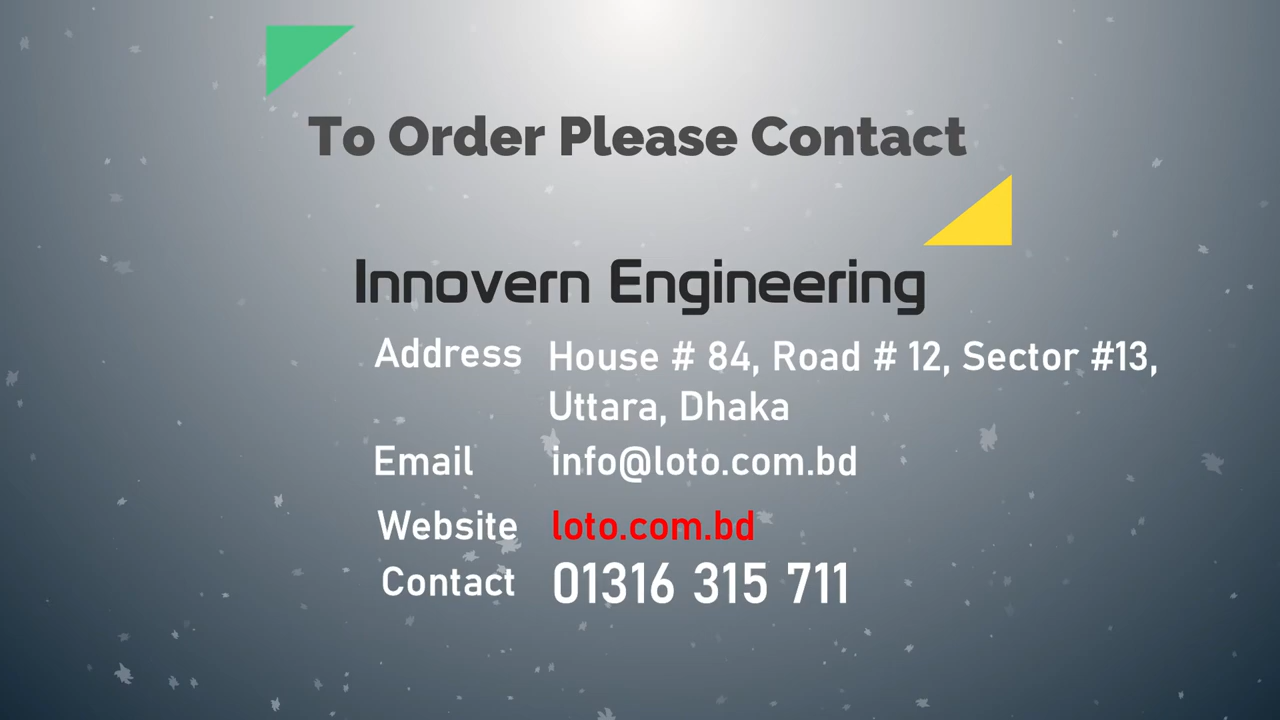 To Order Please Contact
Innovern Engineering
Address House # 84, Road # 12, Sector #13,
Uttara, Dhaka
Email info@loto.com.bd
Website loto.com.bd
Contact 01316 315 711